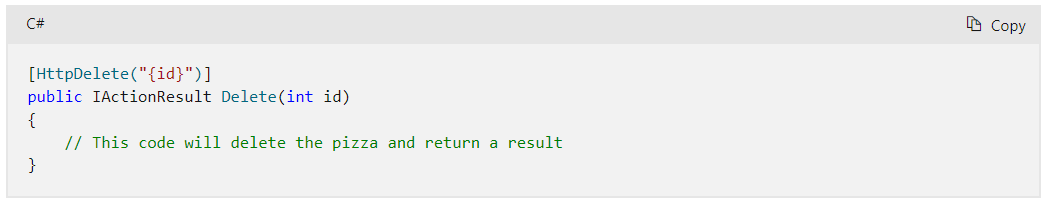 C#
Copy
[HttpDelete("{id}")]
public IActionResult Delete(int id)
{
    // This code will delete the pizza and return a result
}